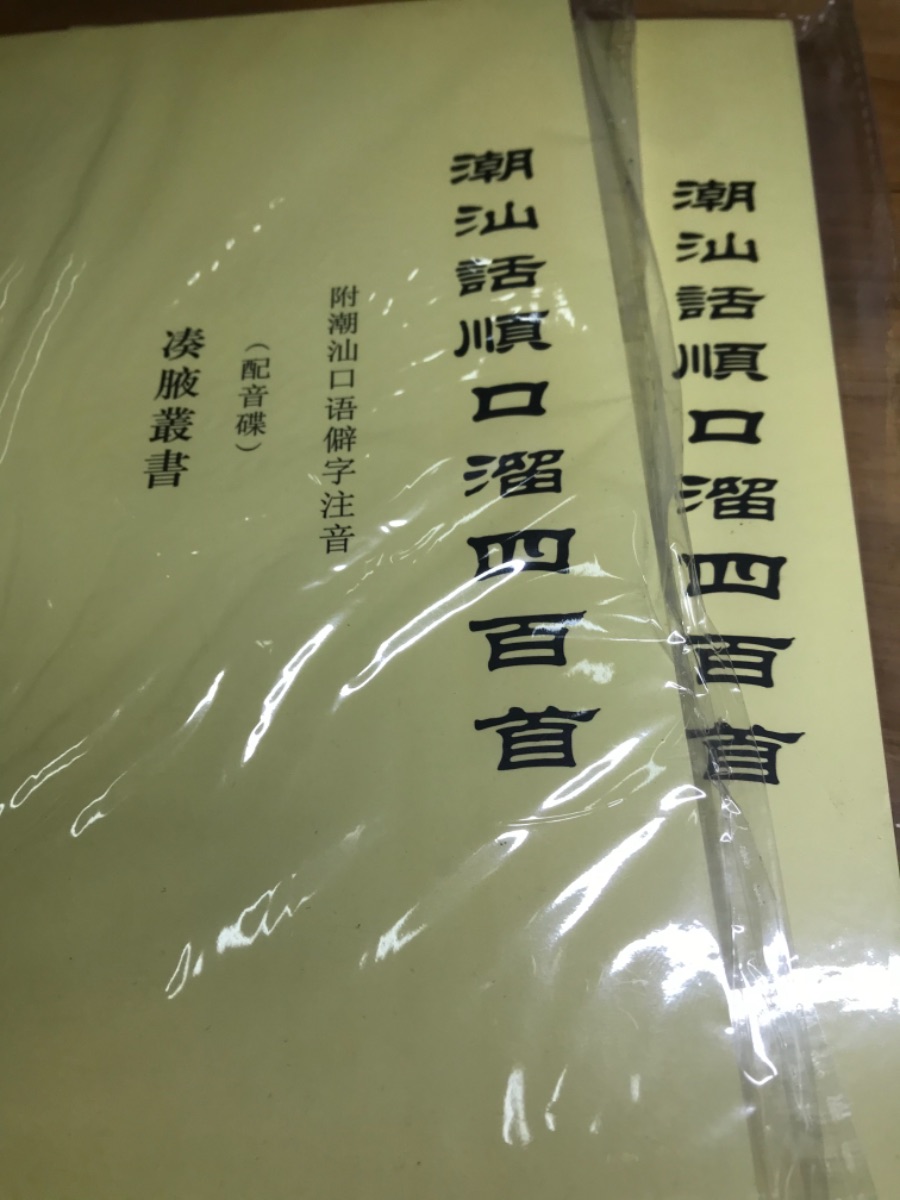 潮汕話順口溜四百首
潮汕話順口溜四百首
附潮汕口语僻字注音
（配音碟）
凑腋叢書